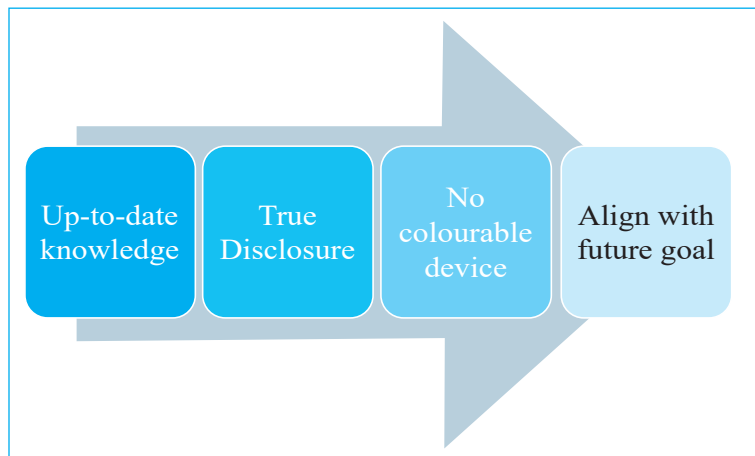 Up-to-date
knowledge
True
Disclosure
No
colourable
device
Align with
future goal